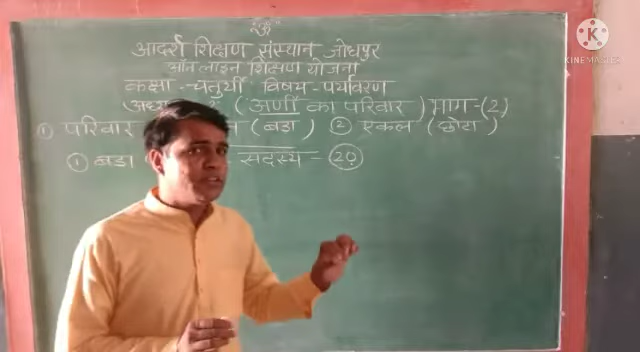 ॐ
आदर्श शिक्षण संस्थान जोधपुर
ऑनलाइन शिक्षण योजना
कक्षा - चतुर्थी विषय - पर्यावरण
( अर्णी का परिवार ) भाग - (2)
① परिवार (बडा) ② एकल (छोटा)
① बडा सदस्य - 20
KINEMASTER